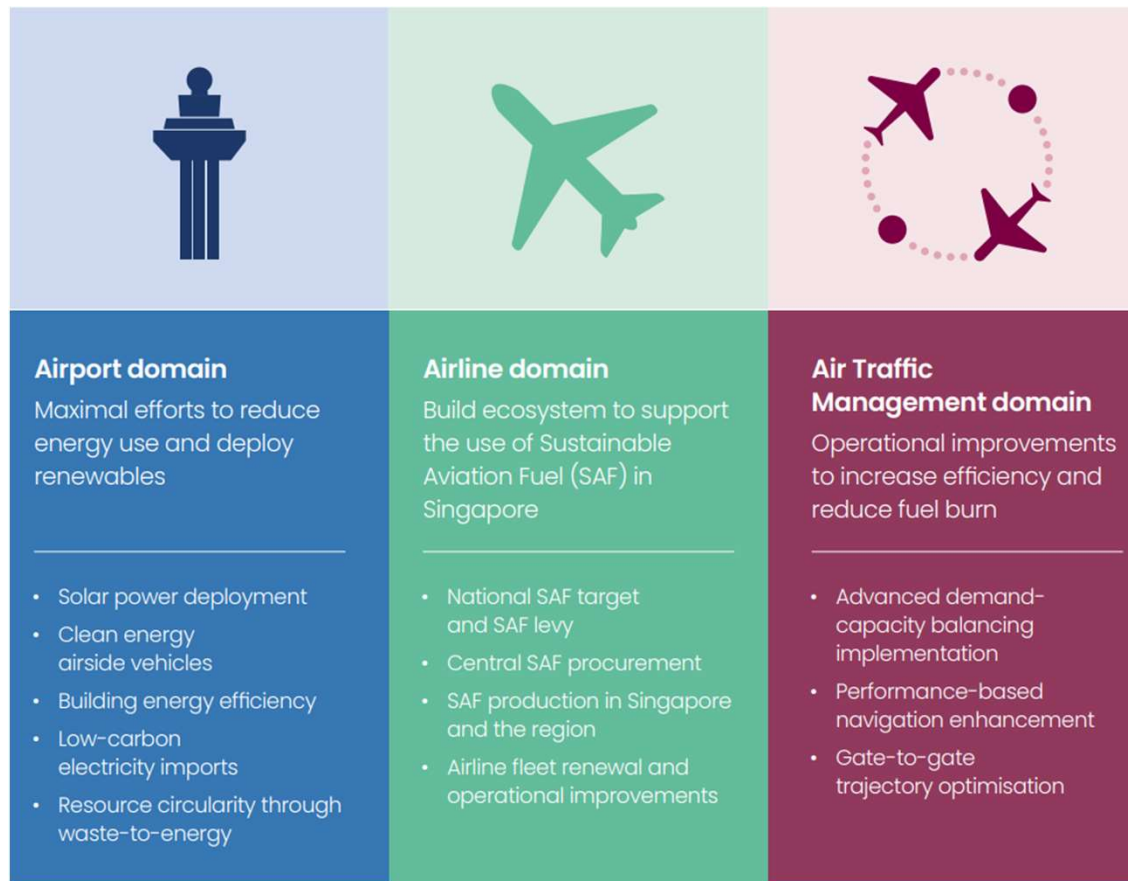 Airport domain
Maximal efforts to reduce
energy use and deploy
renewables
• Solar power deployment
• Clean energy
airside vehicles
• Building energy efficiency
• Low-carbon
electricity imports
• Resource circularity through
waste-to-energy
Airline domain
Build ecosystem to support
the use of Sustainable
Aviation Fuel (SAF) in
Singapore
• National SAF target
and SAF levy
• Central SAF procurement
• SAF production in Singapore
and the region
• Airline fleet renewal and
operational improvements
Air Traffic
Management domain
Operational improvements
to increase efficiency and
reduce fuel burn
• Advanced demand-
capacity balancing
implementation
• Performance-based
navigation enhancement
• Gate-to-gate
trajectory optimisation